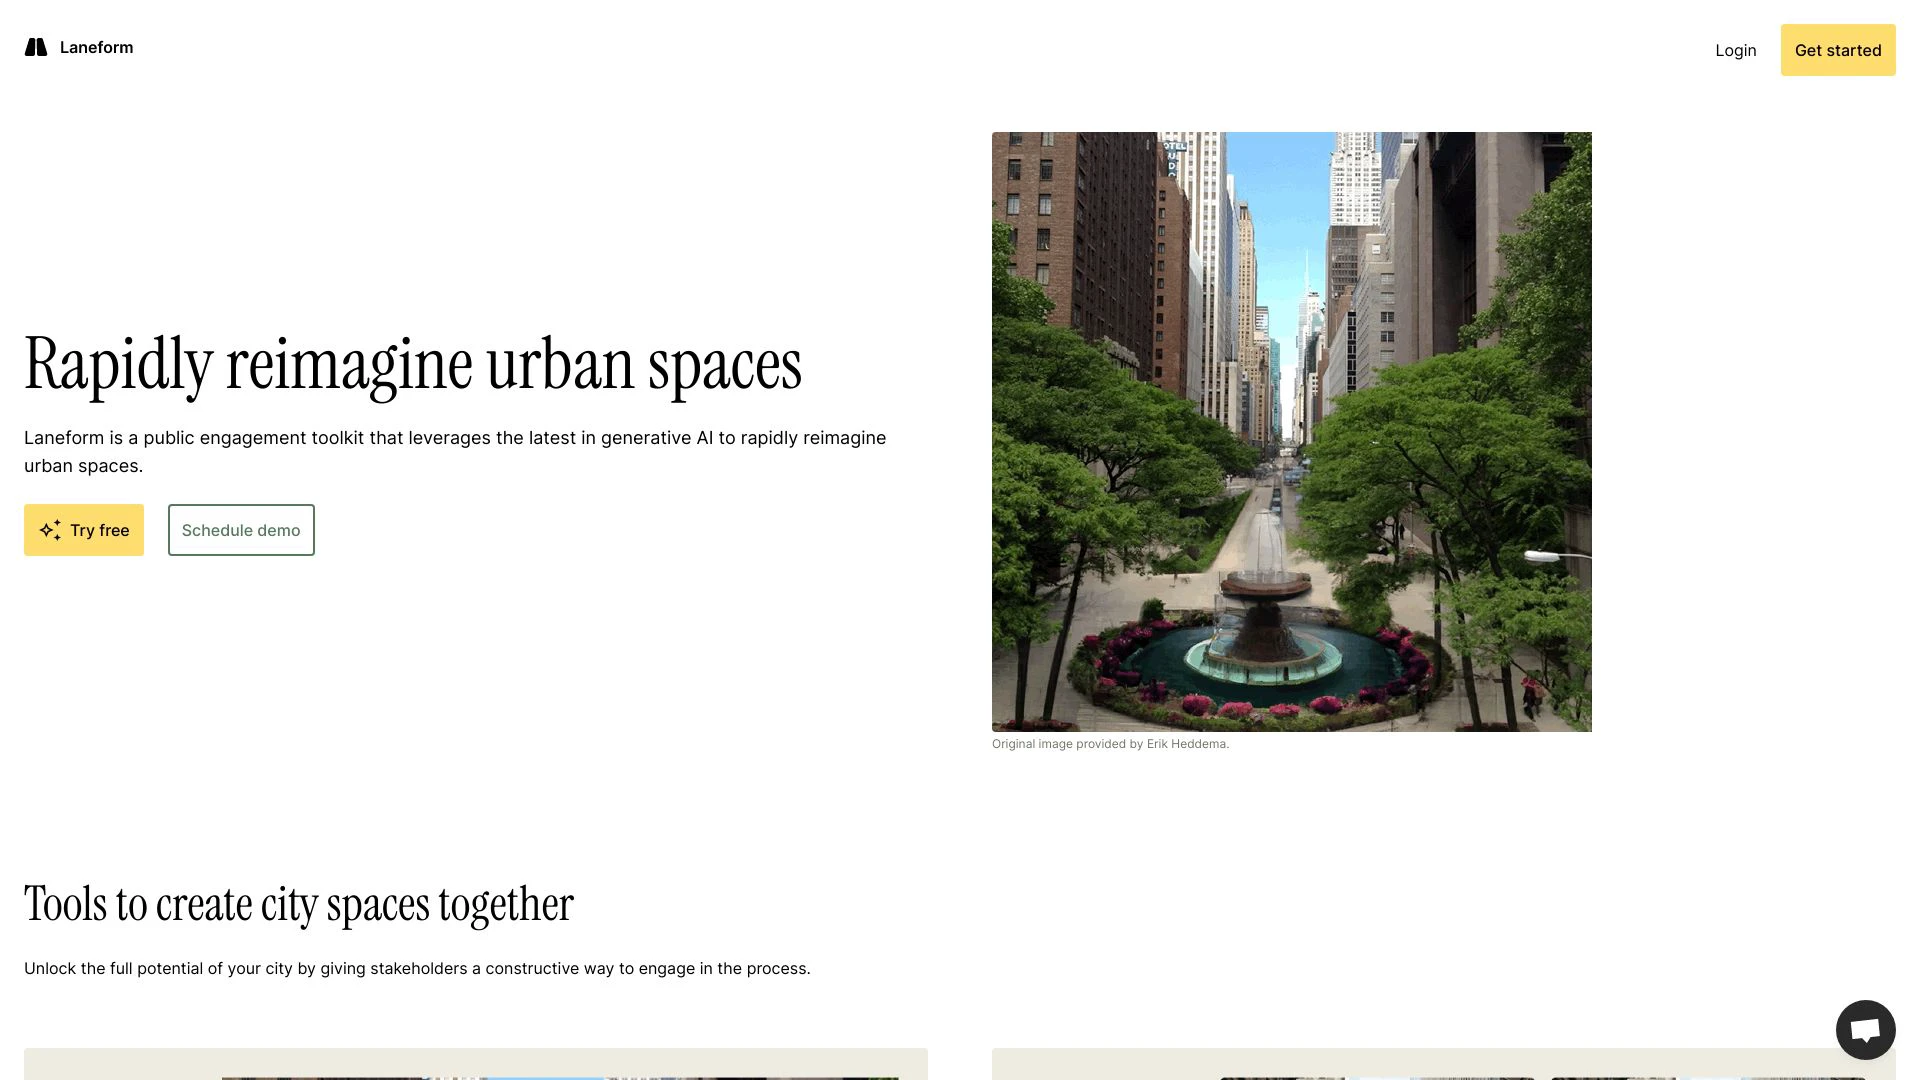 Laneform
Login
Get started
Rapidly reimagine urban spaces
Laneform is a public engagement toolkit that leverages the latest in generative AI to rapidly reimagine
urban spaces.
Try free
Schedule demo
OTEL
Original image provided by Erik Heddema.
Tools to create city spaces together
Unlock the full potential of your city by giving stakeholders a constructive way to engage in the process.